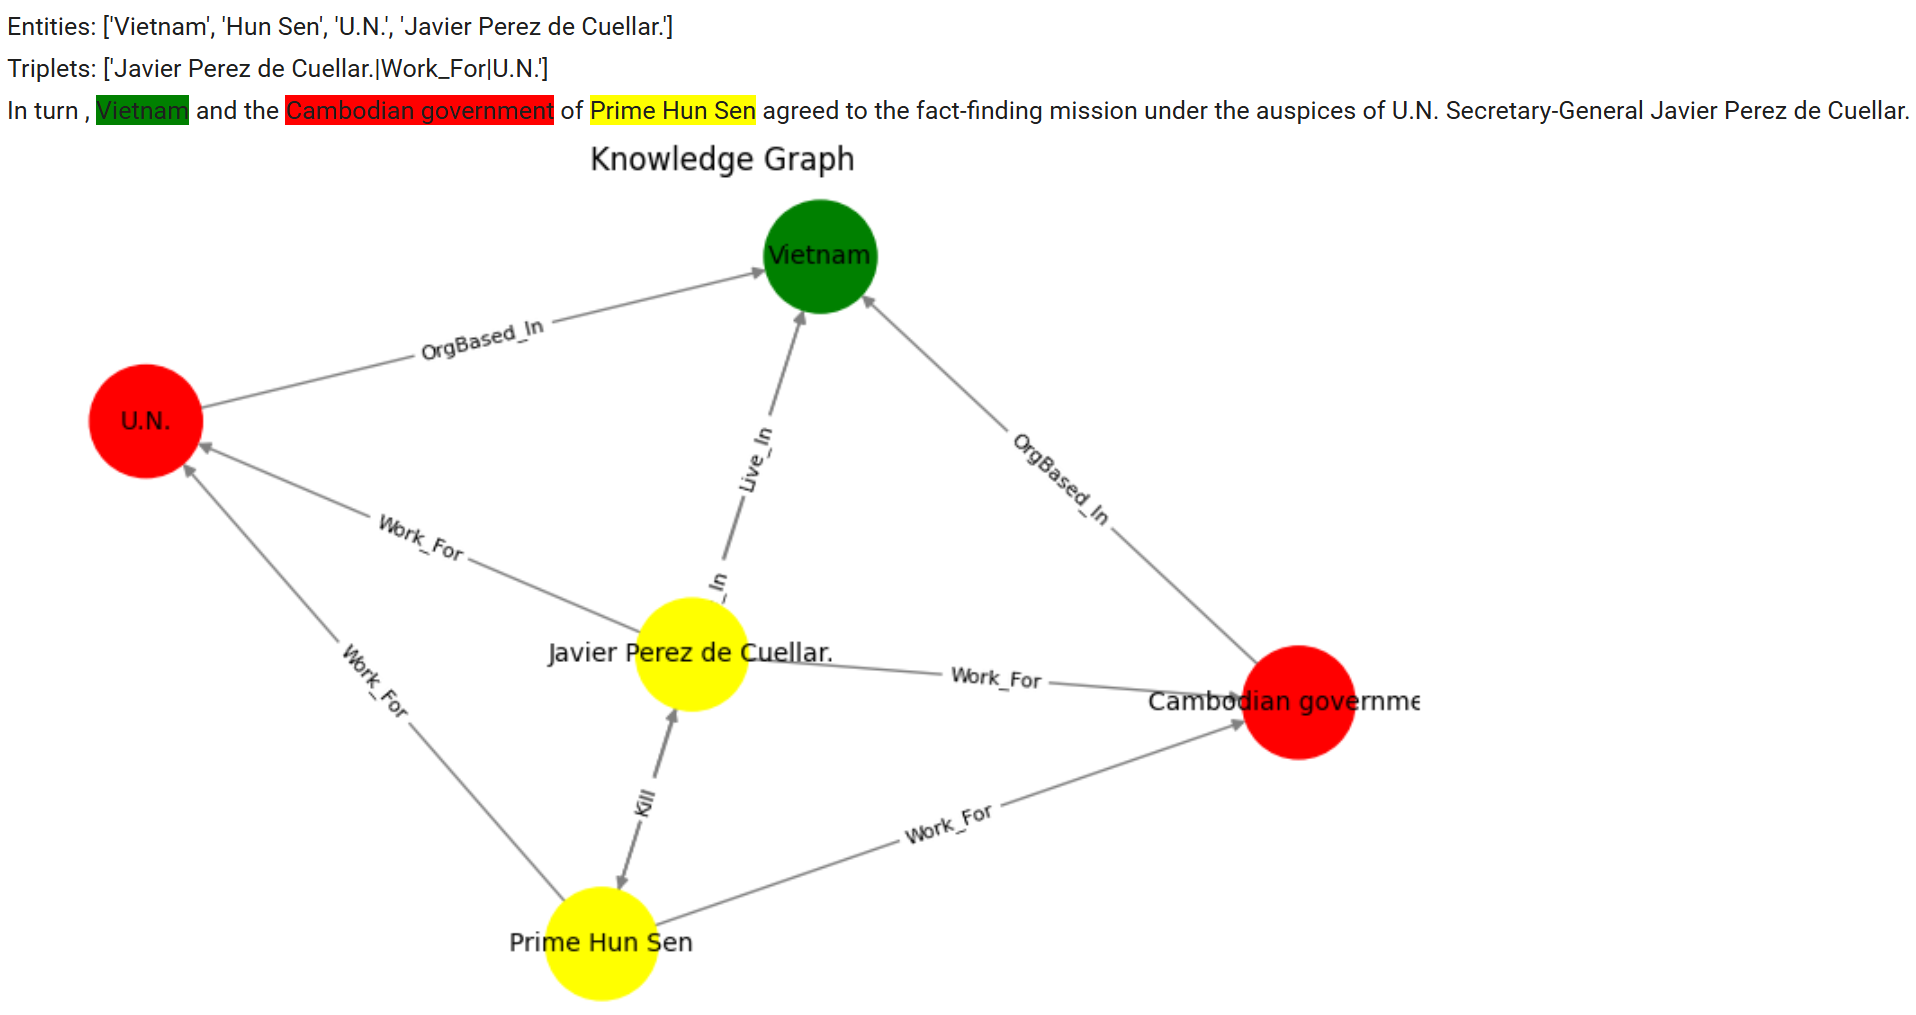 Entities: ['Vietnam', 'Hun Sen', 'U.N.', 'Javier Perez de Cuellar.']
Triplets: ['Javier Perez de Cuellar.|Work_For|U.N.']
In turn , Vietnam and the Cambodian government of Prime Hun Sen agreed to the fact-finding mission under the auspices of U.N. Secretary-General Javier Perez de Cuellar.
Knowledge Graph
Vietnam
OrgBased_In
U.N.
Live_In
OrgBased_In
Work_For
_In
Javier Perez de Cuellar.
Work_For
Work_For
Cambodian governme
Kill
Work_For
Prime Hun Sen